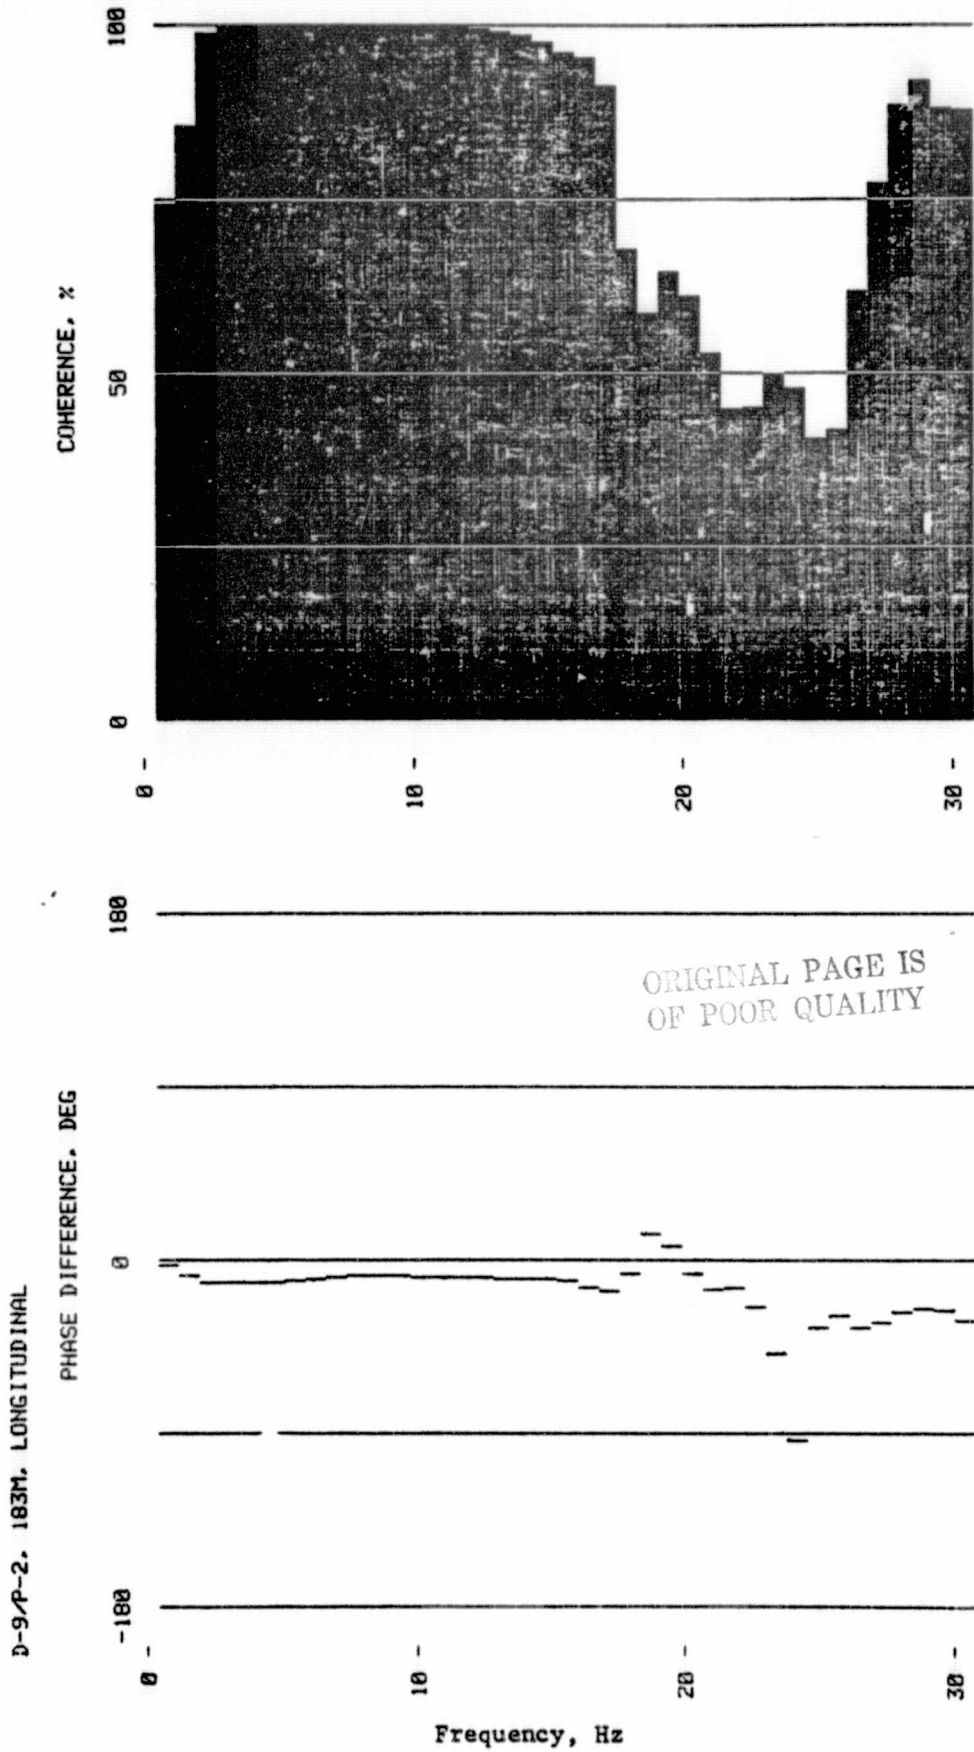 D-9/P-2, 183M, LONGITUDINAL
PHASE DIFFERENCE, DEG
-180
0
180
0 -
10 -
20 -
30 -
Frequency, Hz
COHERENCE, %
0
50
100
0 -
10 -
20 -
30 -
ORIGINAL PAGE IS
OF POOR QUALITY